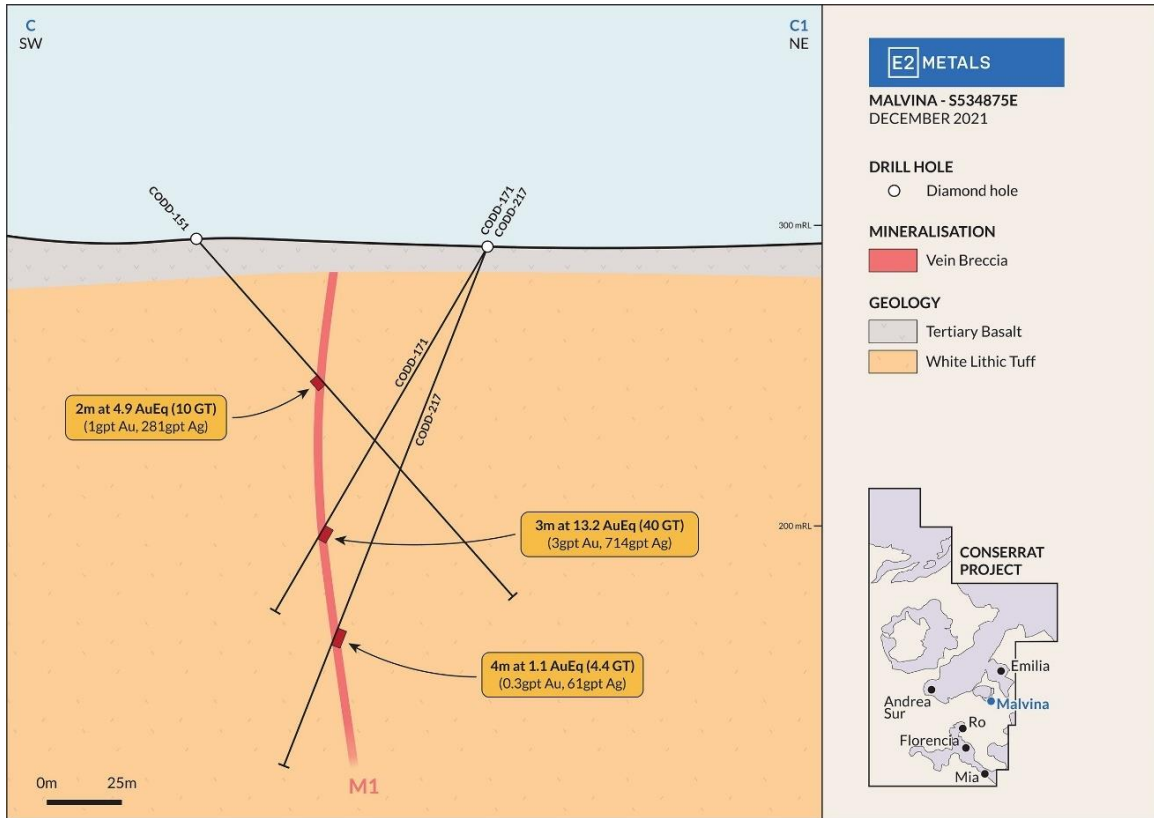 C
SW
C1
NE
CODD-151
CODD-171
CODD-217
300 mRL
CODD-171
CODD-217
2m at 4.9 AuEq (10 GT)
(1gpt Au, 281gpt Ag)
3m at 13.2 AuEq (40 GT)
(3gpt Au, 714gpt Ag)
200 mRL
4m at 1.1 AuEq (4.4 GT)
(0.3gpt Au, 61gpt Ag)
M1
0m 25m
E2 METALS
MALVINA - S534875E
DECEMBER 2021
DRILL HOLE
Diamond hole
MINERALISATION
Vein Breccia
GEOLOGY
Tertiary Basalt
White Lithic Tuff
CONSERRAT
PROJECT
Emilia
Andrea
Sur
Malvina
Ro
Florencia
Mia